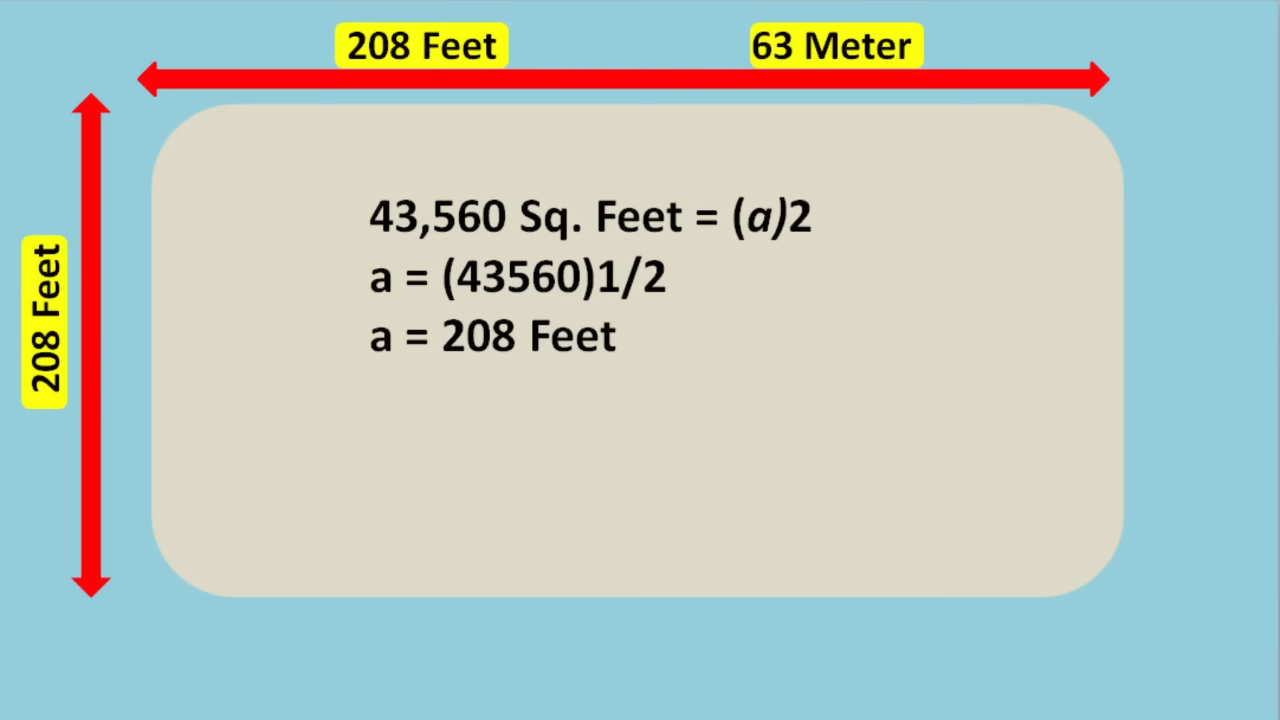 208 Feet
63 Meter
208 Feet
43,560 Sq. Feet = (a)2
a = (43560)1/2
a = 208 Feet